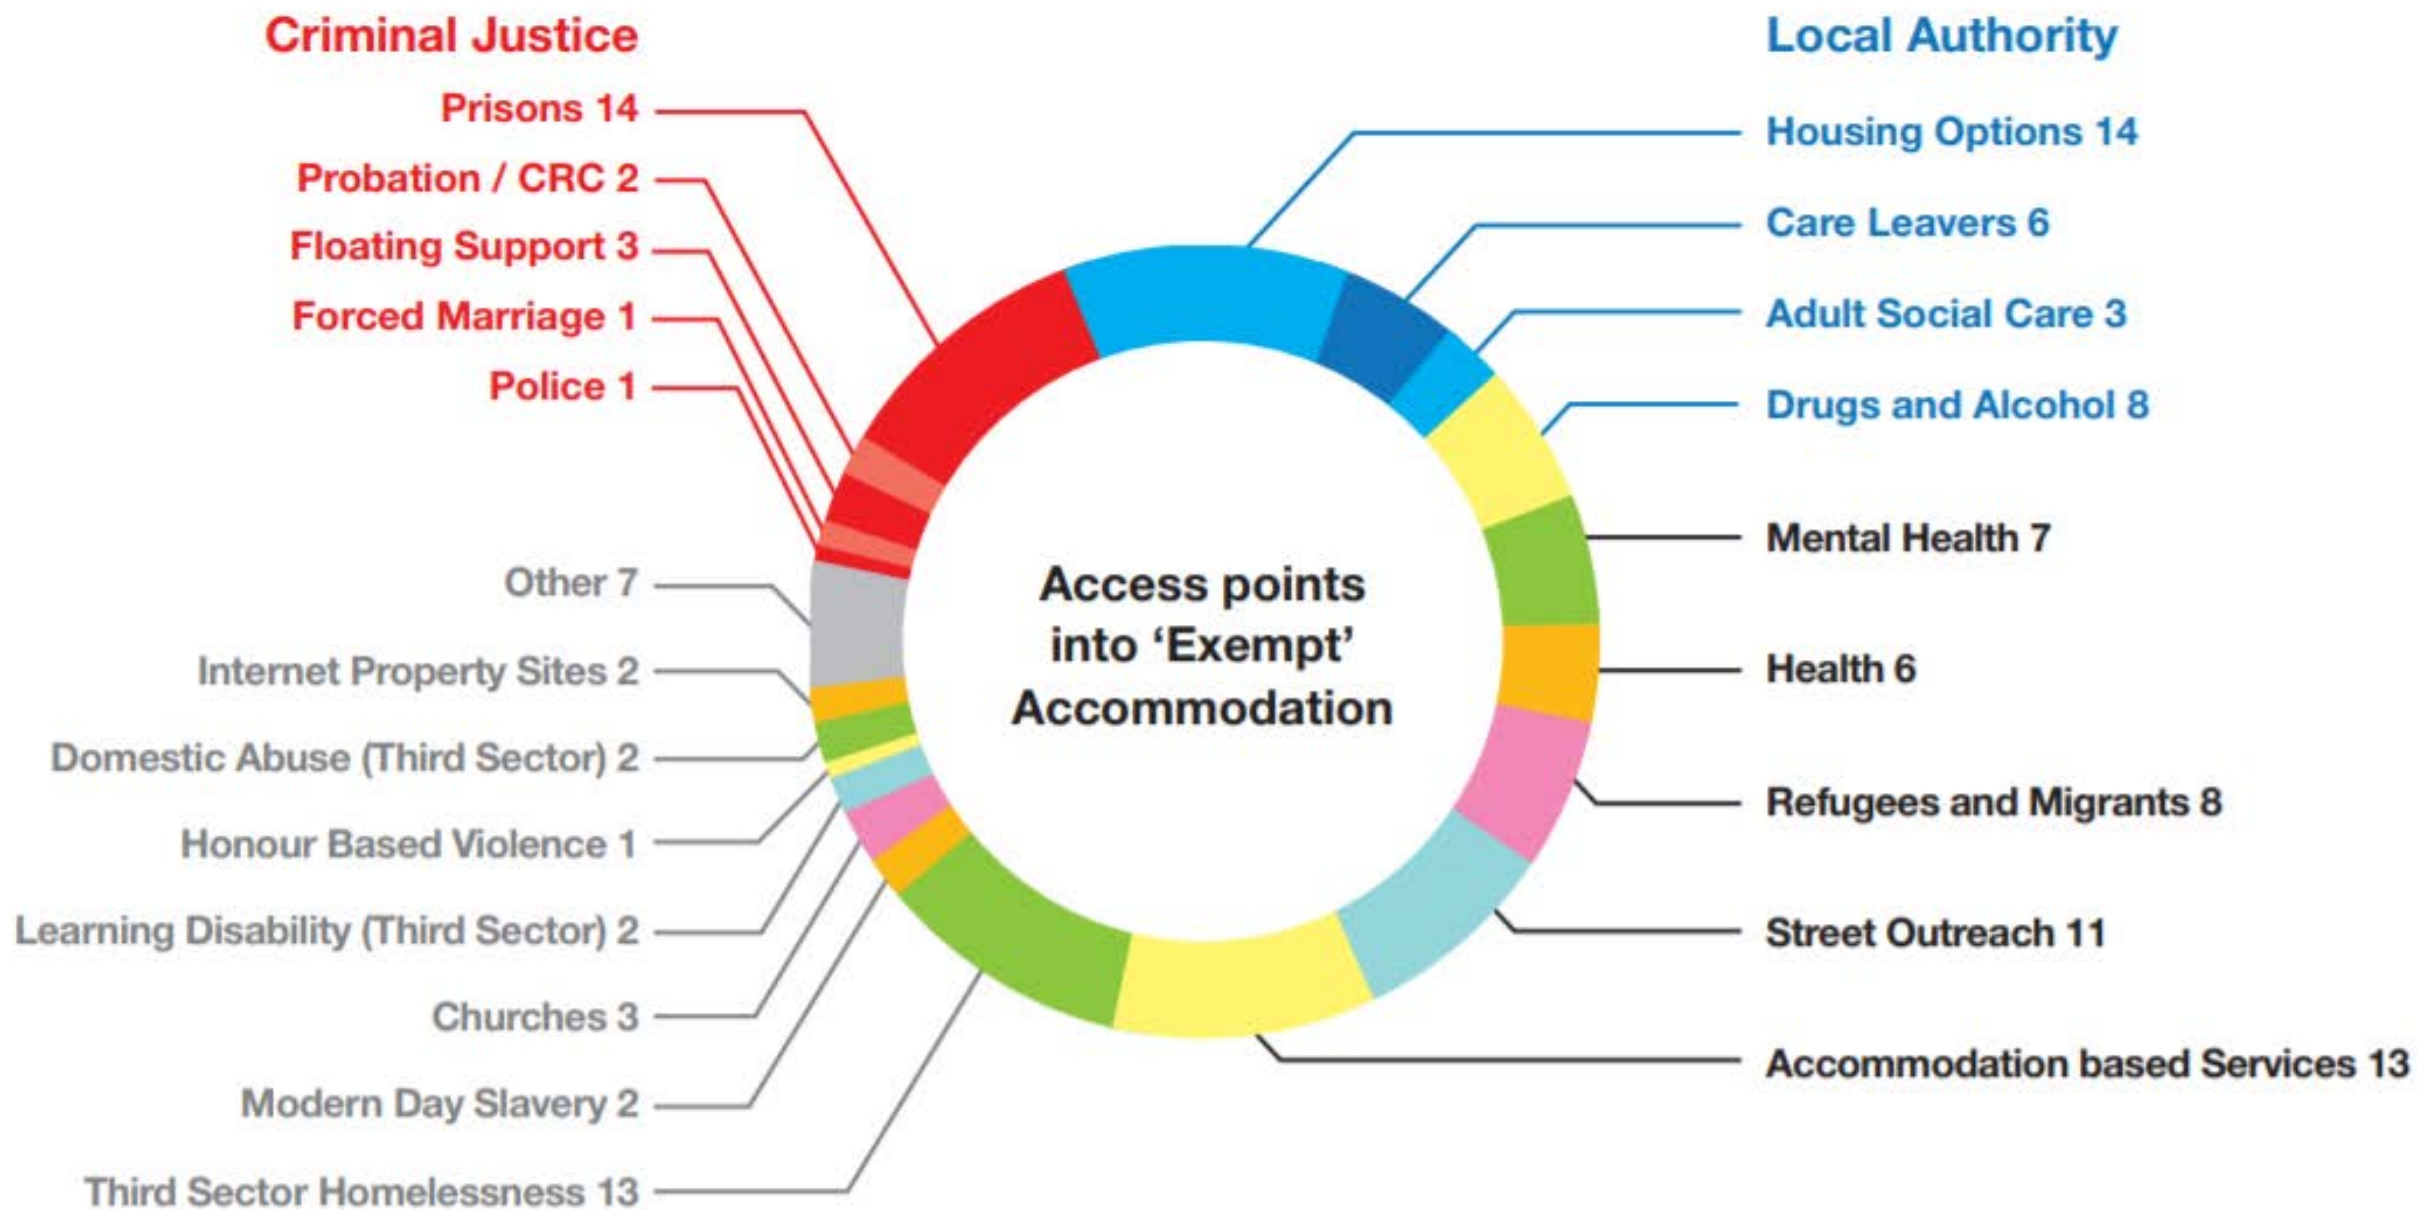 Criminal Justice
Prisons 14
Probation / CRC 2
Floating Support 3
Forced Marriage 1
Police 1
Other 7
Internet Property Sites 2
Domestic Abuse (Third Sector) 2
Honour Based Violence 1
Learning Disability (Third Sector) 2
Churches 3
Modern Day Slavery 2
Third Sector Homelessness 13
Access points
into ‘Exempt’
Accommodation
Local Authority
Housing Options 14
Care Leavers 6
Adult Social Care 3
Drugs and Alcohol 8
Mental Health 7
Health 6
Refugees and Migrants 8
Street Outreach 11
Accommodation based Services 13